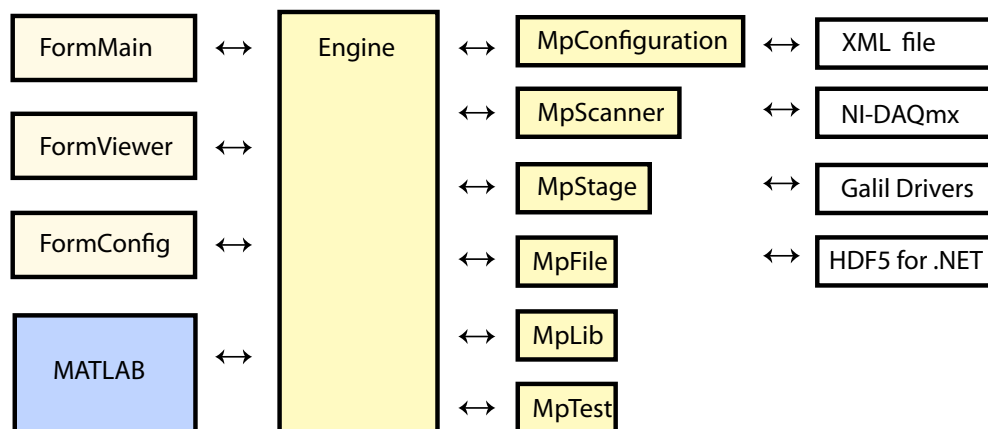 FormMain
Engine
MpConfiguration
XML file
MpScanner
NI-DAQmx
FormViewer
MpStage
Galil Drivers
FormConfig
MpFile
HDF5 for .NET
MATLAB
MpLib
MpTest